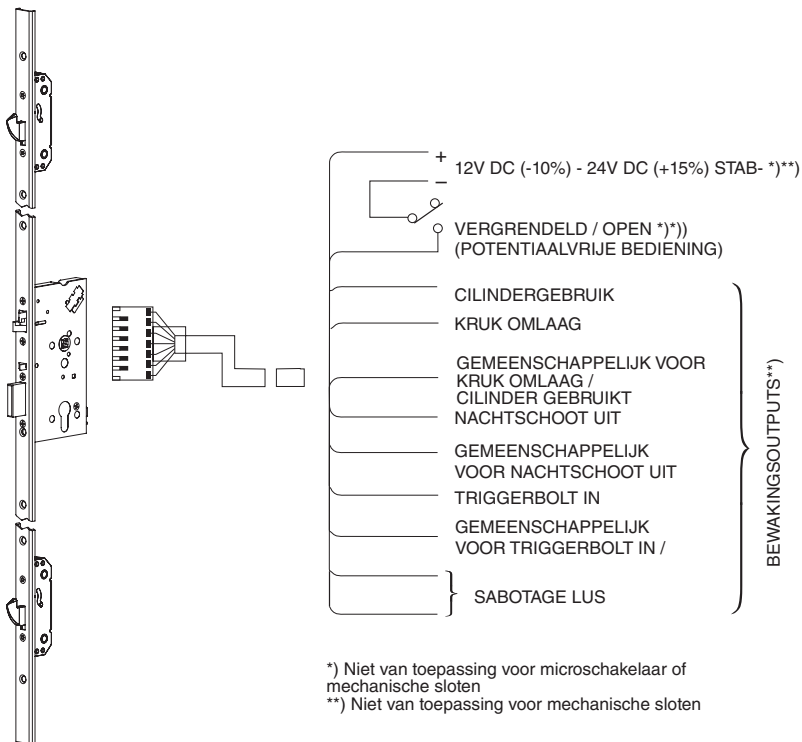 +
12V DC (-10%) - 24V DC (+15%) STAB- *)**)
–
VERGRENDELD / OPEN *)*))
(POTENTIAALVRIJE BEDIENING)
CILINDERGEBRUIK
KRUK OMLAAG
GEMEENSCHAPPELIJK VOOR
KRUK OMLAAG /
CILINDER GEBRUIKT
NACHTSCHOOT UIT
GEMEENSCHAPPELIJK
VOOR NACHTSCHOOT UIT
TRIGGERBOLT IN
GEMEENSCHAPPELIJK
VOOR TRIGGERBOLT IN /
SABOTAGE LUS
BEWAKINGSOUTPUTS**)
*) Niet van toepassing voor microschakelaar of
mechanische sloten
**) Niet van toepassing voor mechanische sloten